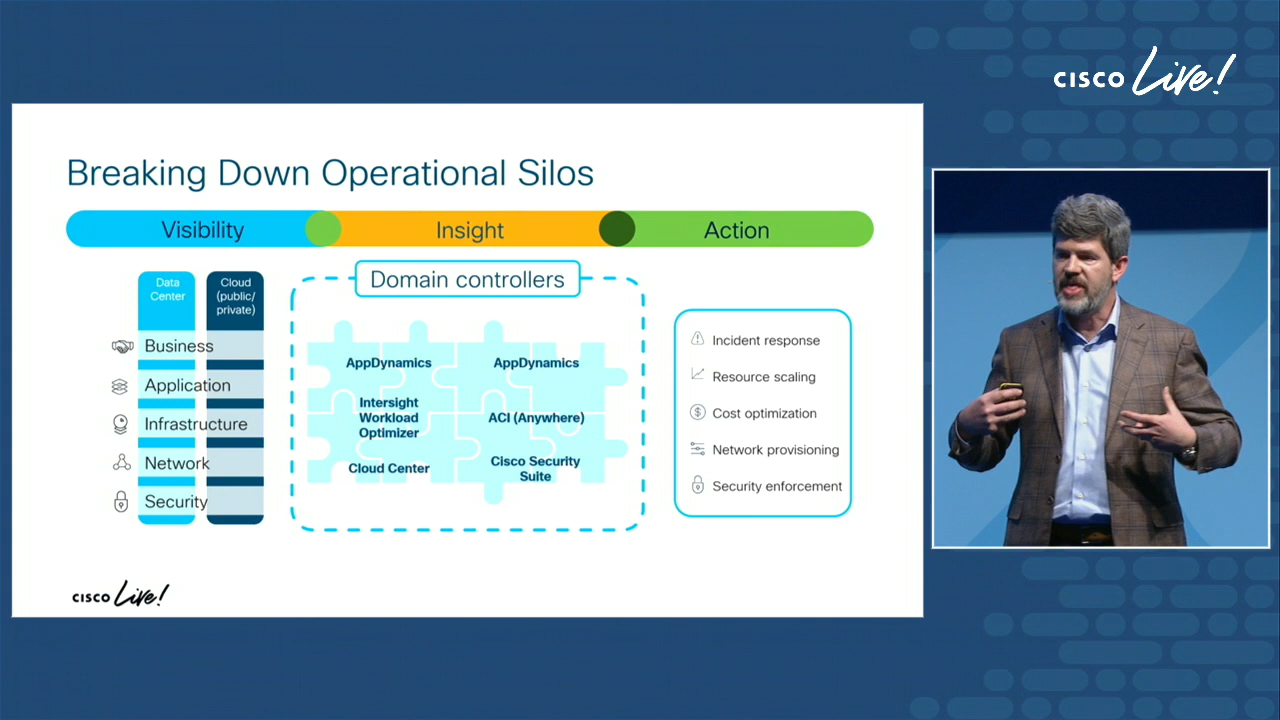 CISCO Live!
Breaking Down Operational Silos
Visibility
Insight
Action
Data
Center
Cloud
(public/
private)
Business
Application
Infrastructure
Network
Security
Domain controllers
AppDynamics
AppDynamics
Intersight
Workload
Optimizer
ACI (Anywhere)
Cloud Center
Cisco Security
Suite
Incident response
Resource scaling
Cost optimization
Network provisioning
Security enforcement
CISCO Live!